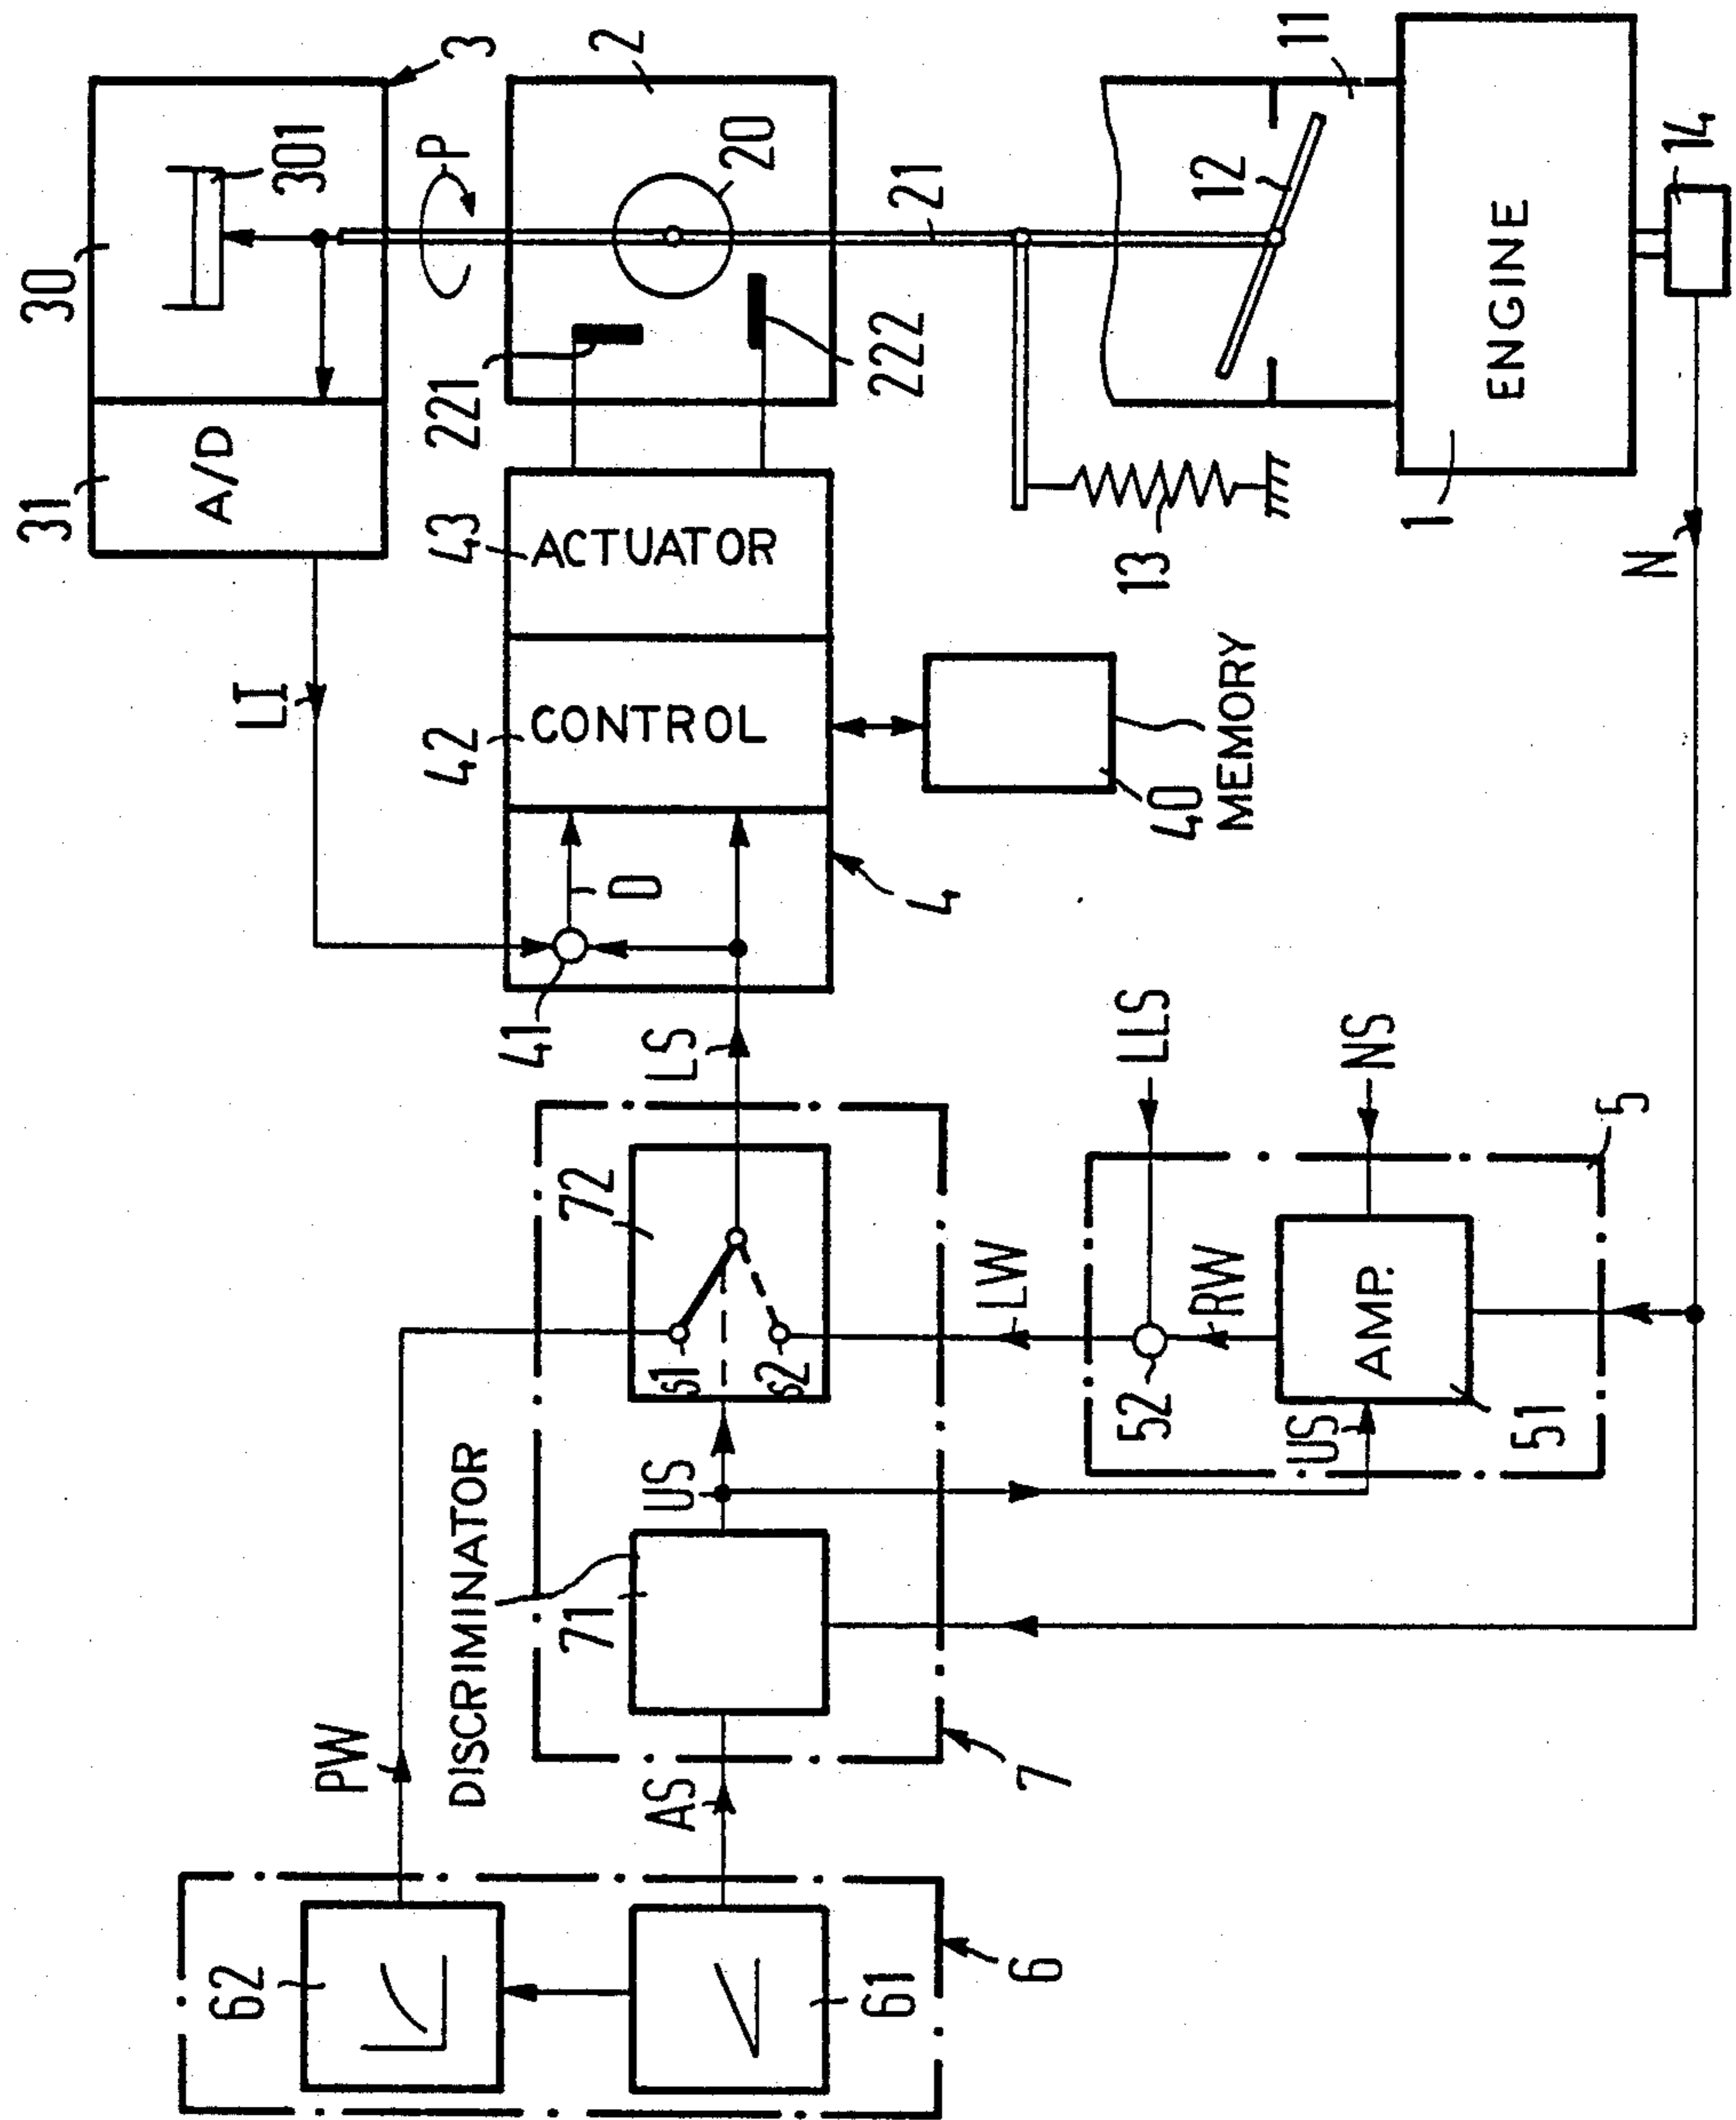 62
61
6
PW
AS
DISCRIMINATOR
71
7
US
72
s1
s2
LS
LW
52
RW
US
AMP.
51
5
LLS
NS
41
D
4
LI
42
CONTROL
43
ACTUATOR
40
MEMORY
31
A/D
30
301
3
P
221
222
20
2
21
13
12
11
1
ENGINE
14
N